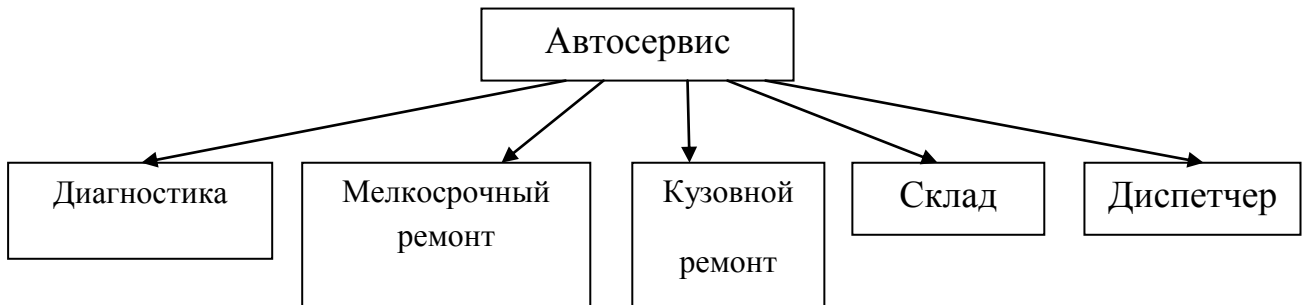 Автосервис
Диагностика
Мелкосрочный
ремонт
Кузовной
ремонт
Склад
Диспетчер